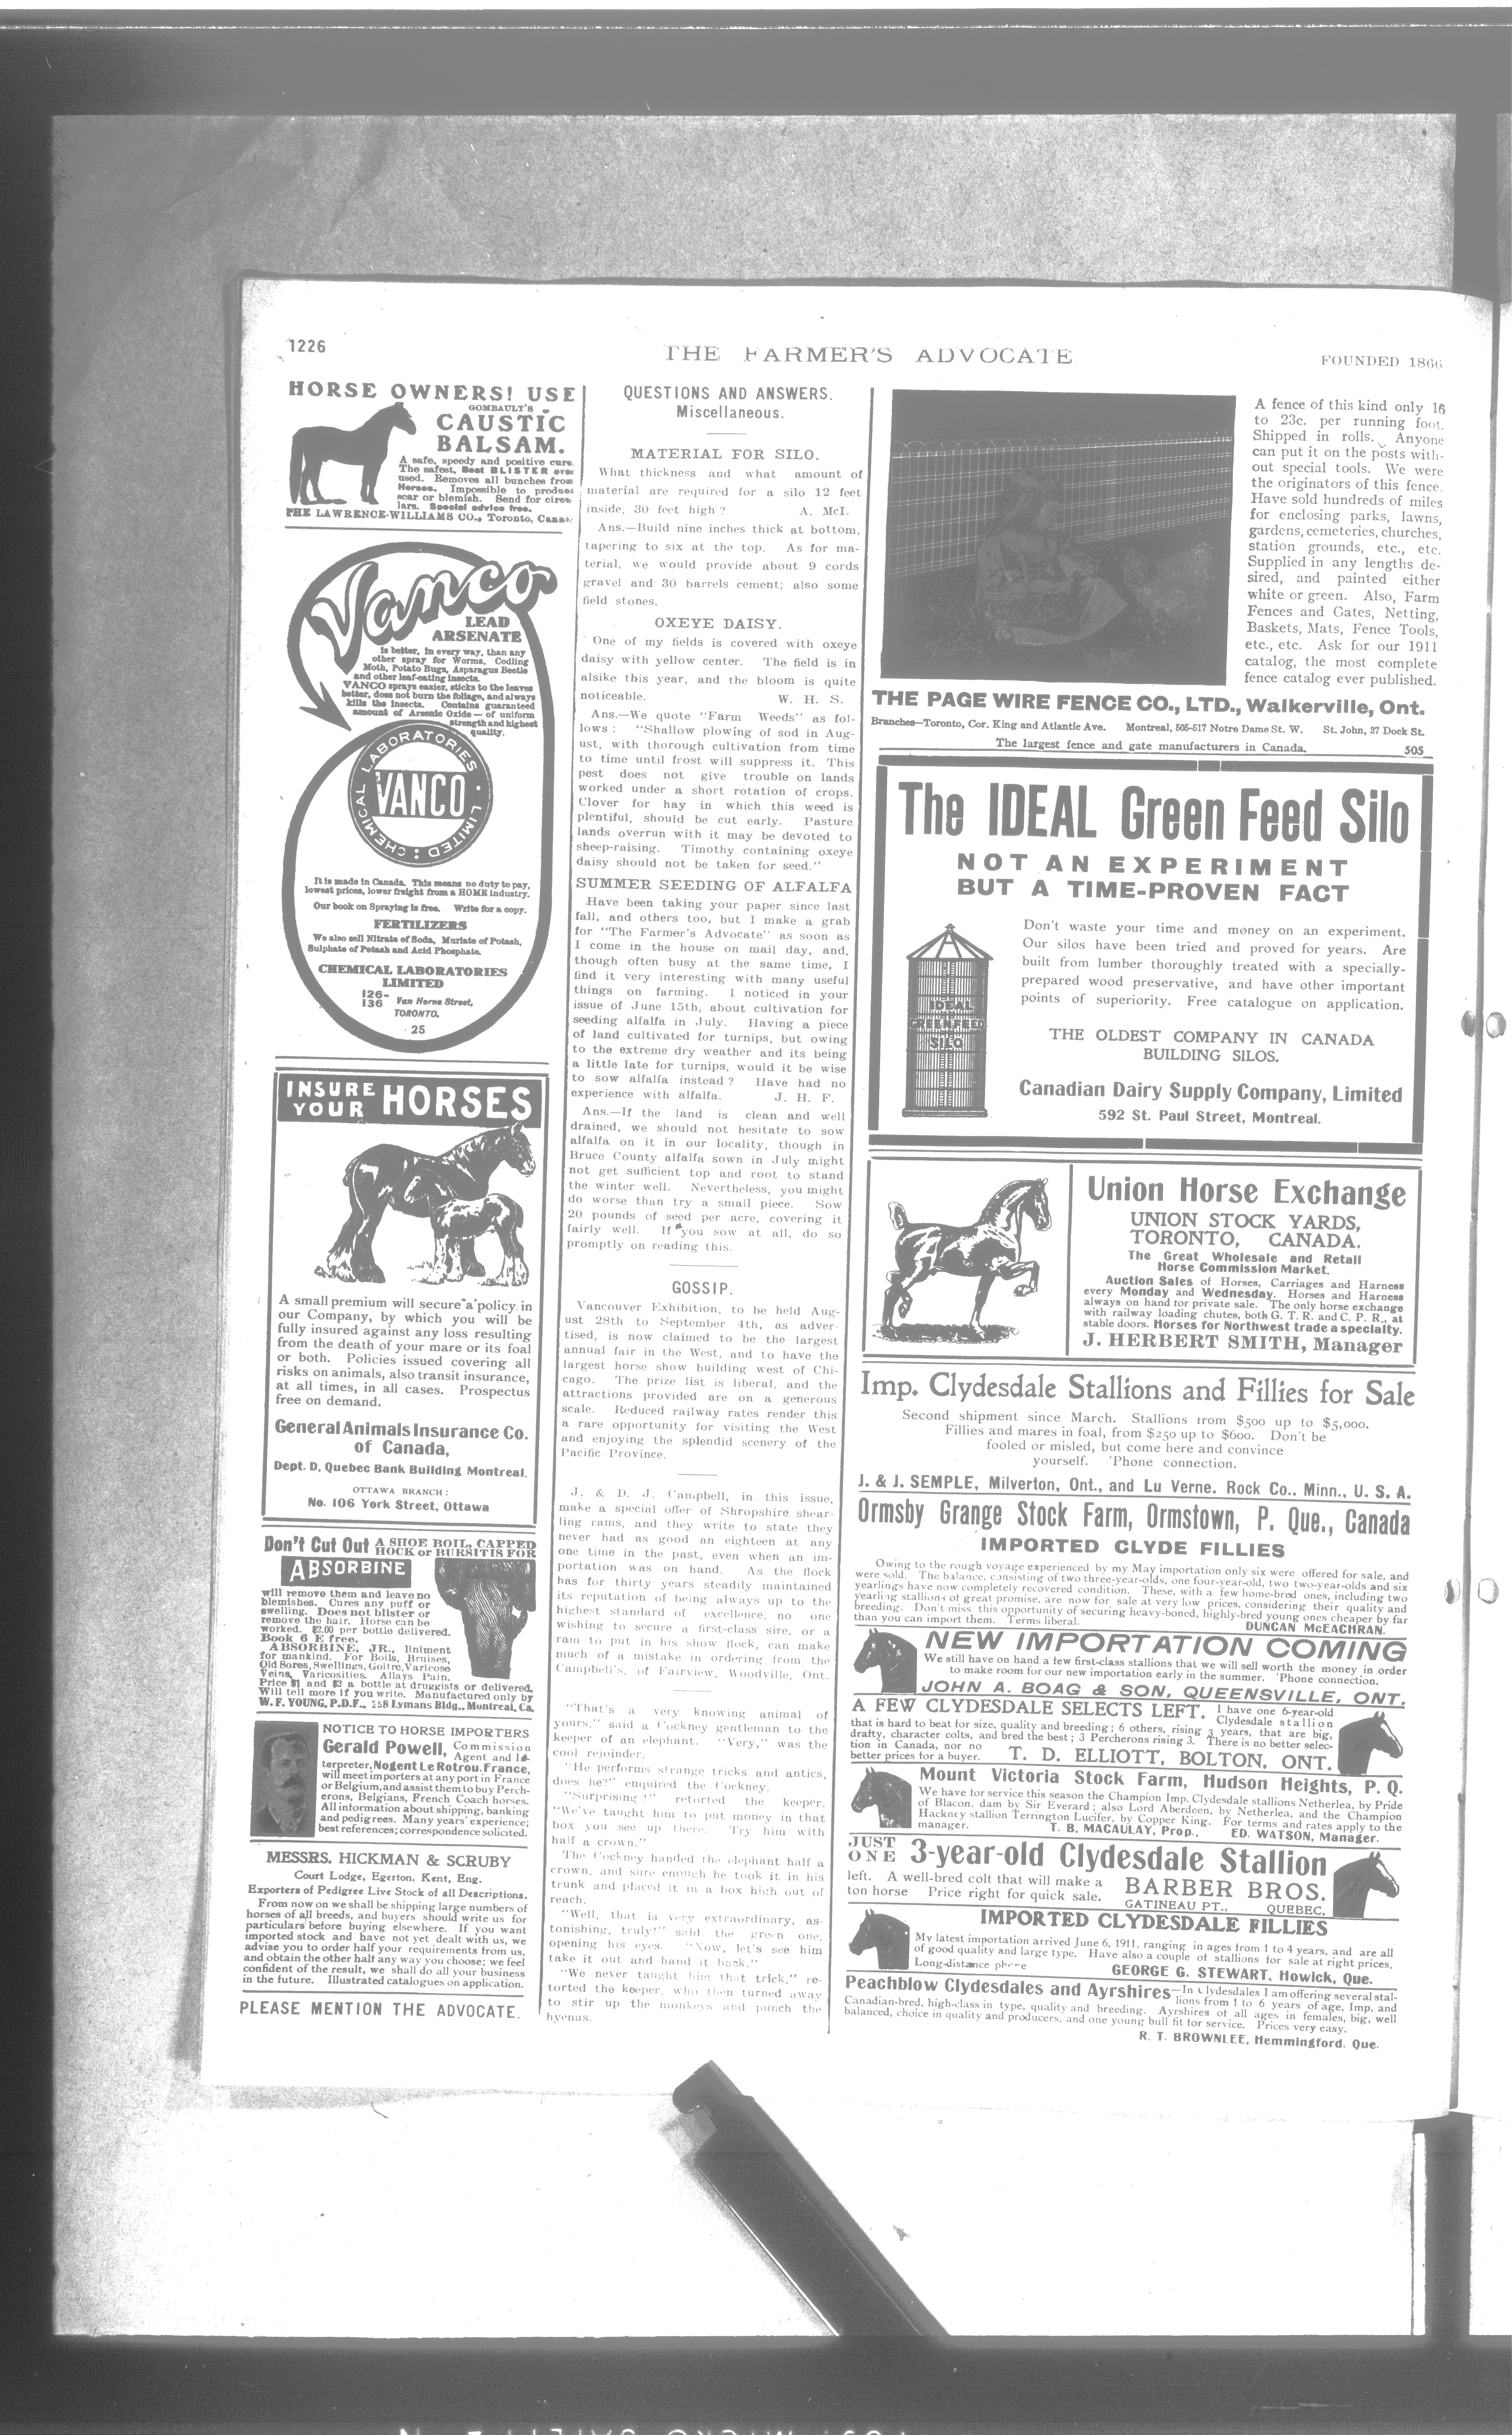 1226
THE FARMER'S ADVOCATE
FOUNDED 1866
HORSE OWNERS! USE
GOMBAULT'S
CAUSTIC
BALSAM.
A safe, speedy and positive cure.
The safest, Best BLISTER ever
used. Removes all bunches from
Horses. Impossible to produce
scar or blemish. Send for circu-
lars. Special advice free.
THE LAWRENCE-WILLIAMS CO., Toronto, Canada
Vanco
LEAD
ARSENATE
is better, in every way, than any
other spray for Worms, Codling
Moth, Potato Bugs, Asparagus Beetle
and other leaf-eating insects.
VANCO sprays easier, sticks to the leaves
better, does not burn the foliage, and always
kills the insects. Contains guaranteed
amount of Arsenic Oxide — of uniform
strength and highest
quality.
CHEMICAL LABORATORIES LIMITED
VANCO
It is made in Canada. This means no duty to pay,
lowest prices, lower freight from a HOME industry.
Our book on Spraying is free. Write for a copy.
FERTILIZERS
We also sell Nitrate of Soda, Muriate of Potash,
Sulphate of Potash and Acid Phosphate.
CHEMICAL LABORATORIES
LIMITED
126-
136 Van Horne Street,
TORONTO.
25
INSURE
YOUR HORSES
A small premium will secure a policy in
our Company, by which you will be
fully insured against any loss resulting
from the death of your mare or its foal
or both. Policies issued covering all
risks on animals, also transit insurance,
at all times, in all cases. Prospectus
free on demand.
General Animals Insurance Co.
of Canada,
Dept. D, Quebec Bank Building Montreal.
OTTAWA BRANCH:
No. 106 York Street, Ottawa
Don't Cut Out A SHOE BOIL, CAPPED
HOCK or BURSITIS FOR
ABSORBINE
will remove them and leave no
blemishes. Cures any puff or
swelling. Does not blister or
remove the hair. Horse can be
worked. $2.00 per bottle delivered.
Book 6 E free.
ABSORBINE, JR., liniment
for mankind. For Boils, Bruises,
Old Sores, Swellings, Goitre, Varicose
Veins, Varicosities. Allays Pain.
Price $1 and $2 a bottle at druggists or delivered.
Will tell more if you write. Manufactured only by
W. F. YOUNG, P.D.F., 258 Lymans Bldg., Montreal, Ca.
NOTICE TO HORSE IMPORTERS
Gerald Powell, Commission
Agent and In-
terpreter, Nogent Le Rotrou, France,
will meet importers at any port in France
or Belgium, and assist them to buy Perch-
erons, Belgians, French Coach horses.
All information about shipping, banking
and pedigrees. Many years' experience;
best references; correspondence solicited.
MESSRS. HICKMAN & SCRUBY
Court Lodge, Egerton, Kent, Eng.
Exporters of Pedigree Live Stock of all Descriptions.
From now on we shall be shipping large numbers of
horses of all breeds, and buyers should write us for
particulars before buying elsewhere. If you want
imported stock and have not yet dealt with us, we
advise you to order half your requirements from us,
and obtain the other half any way you choose; we feel
confident of the result, we shall do all your business
in the future. Illustrated catalogues on application.
PLEASE MENTION THE ADVOCATE.
QUESTIONS AND ANSWERS.
Miscellaneous.
MATERIAL FOR SILO.
What thickness and what amount of
material are required for a silo 12 feet
inside, 30 feet high? A. McI.
Ans.—Build nine inches thick at bottom,
tapering to six at the top. As for ma-
terial, we would provide about 9 cords
gravel and 30 barrels cement; also some
field stones.
OXEYE DAISY.
One of my fields is covered with oxeye
daisy with yellow center. The field is in
alsike this year, and the bloom is quite
noticeable. W. H. S.
Ans.—We quote "Farm Weeds" as fol-
lows: "Shallow plowing of sod in Aug-
ust, with thorough cultivation from time
to time until frost will suppress it. This
pest does not give trouble on lands
worked under a short rotation of crops.
Clover for hay in which this weed is
plentiful, should be cut early. Pasture
lands overrun with it may be devoted to
sheep-raising. Timothy containing oxeye
daisy should not be taken for seed."
SUMMER SEEDING OF ALFALFA
Have been taking your paper since last
fall, and others too, but I make a grab
for "The Farmer's Advocate" as soon as
I come in the house on mail day, and,
though often busy at the same time, I
find it very interesting with many useful
things on farming. I noticed in your
issue of June 15th, about cultivation for
seeding alfalfa in July. Having a piece
of land cultivated for turnips, but owing
to the extreme dry weather and its being
a little late for turnips, would it be wise
to sow alfalfa instead? Have had no
experience with alfalfa. J. H. F.
Ans.—If the land is clean and well
drained, we should not hesitate to sow
alfalfa on it in our locality, though in
Bruce County alfalfa sown in July might
not get sufficient top and root to stand
the winter well. Nevertheless, you might
do worse than try a small piece. Sow
20 pounds of seed per acre, covering it
fairly well. If you sow at all, do so
promptly on reading this.
GOSSIP.
Vancouver Exhibition, to be held Aug-
ust 28th to September 4th, as adver-
tised, is now claimed to be the largest
annual fair in the West, and to have the
largest horse show building west of Chi-
cago. The prize list is liberal, and the
attractions provided are on a generous
scale. Reduced railway rates render this
a rare opportunity for visiting the West
and enjoying the splendid scenery of the
Pacific Province.
J. & D. J. Campbell, in this issue,
make a special offer of Shropshire shear-
ling rams, and they write to state they
never had as good an eighteen at any
one time in the past, even when an im-
portation was on hand. As the flock
has for thirty years steadily maintained
its reputation of being always up to the
highest standard of excellence, no one
wishing to secure a first-class sire, or a
ram to put in his show flock, can make
much of a mistake in ordering from the
Campbell's, of Fairview, Woodville, Ont.
"That's a very knowing animal of
yours," said a Cockney gentleman to the
keeper of an elephant. "Very," was the
cool rejoinder.
"He performs strange tricks and antics,
does he?" enquired the Cockney.
"Surprising!" retorted the keeper.
"We've taught him to put money in that
box you see up there. Try him with
half a crown."
The Cockney handed the elephant half a
crown, and sure enough he took it in his
trunk and placed it in a box high out of
reach.
"Well, that is very extraordinary, as-
tonishing, truly!" said the green one,
opening his eyes. "Now, let's see him
take it out and hand it back."
"We never taught him that trick," re-
torted the keeper, who then turned away
to stir up the monkeys and punch the
hyenas.
A fence of this kind only 16
to 23c. per running foot.
Shipped in rolls. Anyone
can put it on the posts with-
out special tools. We were
the originators of this fence.
Have sold hundreds of miles
for enclosing parks, lawns,
gardens, cemeteries, churches,
station grounds, etc., etc.
Supplied in any lengths de-
sired, and painted either
white or green. Also, Farm
Fences and Gates, Netting,
Baskets, Mats, Fence Tools,
etc., etc. Ask for our 1911
catalog, the most complete
fence catalog ever published.
THE PAGE WIRE FENCE CO., LTD., Walkerville, Ont.
Branches—Toronto, Cor. King and Atlantic Ave. Montreal, 505-517 Notre Dame St. W. St. John, 37 Dock St.
The largest fence and gate manufacturers in Canada. 505
The IDEAL Green Feed Silo
NOT AN EXPERIMENT
BUT A TIME-PROVEN FACT
IDEAL
GREEN FEED
SILO
Don't waste your time and money on an experiment.
Our silos have been tried and proved for years. Are
built from lumber thoroughly treated with a specially-
prepared wood preservative, and have other important
points of superiority. Free catalogue on application.
THE OLDEST COMPANY IN CANADA
BUILDING SILOS.
Canadian Dairy Supply Company, Limited
592 St. Paul Street, Montreal.
Union Horse Exchange
UNION STOCK YARDS,
TORONTO, CANADA.
The Great Wholesale and Retail
Horse Commission Market.
Auction Sales of Horses, Carriages and Harness
every Monday and Wednesday. Horses and Harness
always on hand for private sale. The only horse exchange
with railway loading chutes, both G. T. R. and C. P. R., at
stable doors. Horses for Northwest trade a specialty.
J. HERBERT SMITH, Manager
Imp. Clydesdale Stallions and Fillies for Sale
Second shipment since March. Stallions from $500 up to $5,000.
Fillies and mares in foal, from $250 up to $600. Don't be
fooled or misled, but come here and convince
yourself. 'Phone connection.
J. & J. SEMPLE, Milverton, Ont., and Lu Verne. Rock Co., Minn., U. S. A.
Ormsby Grange Stock Farm, Ormstown, P. Que., Canada
IMPORTED CLYDE FILLIES
Owing to the rough voyage experienced by my May importation only six were offered for sale, and
were sold. The balance, consisting of two three-year-olds, one four-year-old, two two-year-olds and six
yearlings have now completely recovered condition. These, with a few home-bred ones, including two
yearling stallions of great promise, are now for sale at very low prices, considering their quality and
breeding. Don't miss this opportunity of securing heavy-boned, highly-bred young ones cheaper by far
than you can import them. Terms liberal. DUNCAN McEACHRAN.
NEW IMPORTATION COMING
We still have on hand a few first-class stallions that we will sell worth the money in order
to make room for our new importation early in the summer. 'Phone connection.
JOHN A. BOAG & SON, QUEENSVILLE, ONT.
A FEW CLYDESDALE SELECTS LEFT. I have one 6-year-old
Clydesdale stallion
that is hard to beat for size, quality and breeding; 6 others, rising 3 years, that are big,
drafty, character colts, and bred the best; 3 Percherons rising 3. There is no better selec-
tion in Canada, nor no
better prices for a buyer. T. D. ELLIOTT, BOLTON, ONT.
Mount Victoria Stock Farm, Hudson Heights, P. Q.
We have for service this season the Champion Imp. Clydesdale stallions Netherlea, by Pride
of Blacon, dam by Sir Everard; also Lord Aberdeen, by Netherlea, and the Champion
Hackney stallion Terrington Lucifer, by Copper King. For terms and rates apply to the
manager. T. B. MACAULAY, Prop., ED. WATSON, Manager.
JUST
ONE 3-year-old Clydesdale Stallion
left. A well-bred colt that will make a
ton horse Price right for quick sale.
BARBER BROS.
GATINEAU PT., QUEBEC.
IMPORTED CLYDESDALE FILLIES
My latest importation arrived June 6, 1911, ranging in ages from 1 to 4 years, and are all
of good quality and large type. Have also a couple of stallions for sale at right prices.
Long-distance phone GEORGE G. STEWART, Howick, Que.
Peachblow Clydesdales and Ayrshires—In Clydesdales I am offering several stal-
lions from 1 to 6 years of age, Imp. and
Canadian-bred, high-class in type, quality and breeding. Ayrshires of all ages in females, big, well
balanced, choice in quality and producers, and one young bull fit for service. Prices very easy.
R. T. BROWNLEE, Hemmingford, Que.